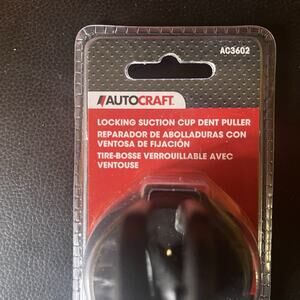 AC3602
AUTOCRAFT
LOCKING SUCTION CUP DENT PULLER
REPARADOR DE ABOLLADURAS CON
VENTOSA DE FIJACIÓN
TIRE-BOSSE VERROUILLABLE AVEC
VENTOUSE